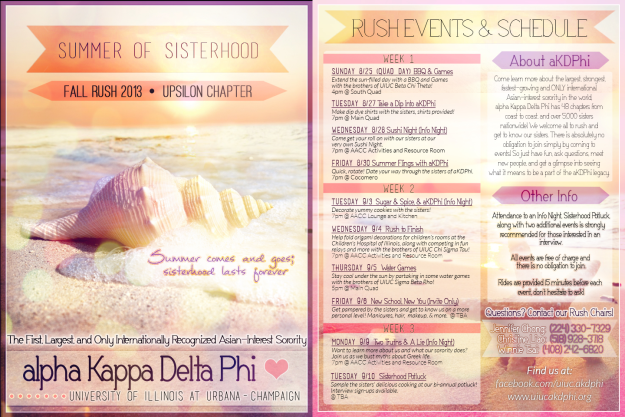 SUMMER OF SISTERHOOD
FALL RUSH 2013 • UPSILON CHAPTER
Summer comes and goes;
sisterhood lasts forever
The First, Largest, and Only Internationally Recognized Asian-Interest Sorority
alpha Kappa Delta Phi
UNIVERSITY OF ILLINOIS AT URBANA - CHAMPAIGN
RUSH EVENTS & SCHEDULE
WEEK 1
SUNDAY 8/25 (QUAD DAY) BBQ & Games
Extend the sun-filled day with a BBQ and Games
with the brothers of UIUC Beta Chi Theta!
4pm @ South Quad
TUESDAY 8/27 Take a Dip Into aKDPhi
Make dip dye shirts with the sisters, shirts provided!
7pm @ Main Quad
WEDNESDAY 8/28 Sushi Night (Info Night)
Come get your roll on with our sisters at our
very own Sushi Night.
7pm @ AACC Activities and Resource Room
FRIDAY 8/30 Summer Flings with aKDPhi
Quick, rotate! Date your way through the sisters of aKDPhi.
7pm @ Cocomero
WEEK 2
TUESDAY 9/3 Sugar & Spice & aKDPhi (Info Night)
Decorate yummy cookies with the sisters!
7pm @ AACC Lounge and Kitchen
WEDNESDAY 9/4 Rush to Finish
Help fold origami decorations for children's rooms at the
Children's Hospital of Illinois, along with competing in fun
relays and more with the brothers of UIUC Chi Sigma Tau!
7pm @ AACC Activities and Resource Room
THURSDAY 9/5 Water Games
Stay cool under the sun by partaking in some water games
with the brothers of UIUC Sigma Beta Rho!
5pm @ Main Quad
FRIDAY 9/6 New School, New You (Invite Only)
Get pampered by the sisters and get to know us on a more
personal level! Manicures, hair, makeup, & more. @ TBA
WEEK 3
MONDAY 9/9 Two Truths & A Lie (Info Night)
Want to learn more about us and what our sorority does?
Join us as we bust myths about Greek life.
7pm @ AACC Activities and Resource Room
TUESDAY 9/10 Sisterhood Potluck
Sample the sisters' delicious cooking at our bi-annual potluck!
Interview sign-ups available.
@ TBA
About aKDPhi
Come learn more about the largest, strongest,
fastest-growing and ONLY international
Asian-interest sorority in the world.
alpha Kappa Delta Phi has 48 chapters from
coast to coast, and over 5000 sisters
nationwide! We welcome all to rush and
get to know our sisters. There is absolutely no
obligation to join simply by coming to
events! So just have fun, ask questions, meet
new people, and get a glimpse into seeing
what it means to be a part of the aKDPhi legacy.
Other Info
Attendance to an Info Night, Sisterhood Potluck,
along with two additional events is strongly
recommended for those interested in an
interview.
All events are free of charge and
there is no obligation to join.
Rides are provided 15 minutes before each
event, don't hesitate to ask!
Questions? Contact our Rush Chairs!
Jennifer Chong (224) 330-7329
(518) 928-3718
(408) 242-6820
Find us at:
facebook.com/uiucakdphi
www.uiucakdphi.org